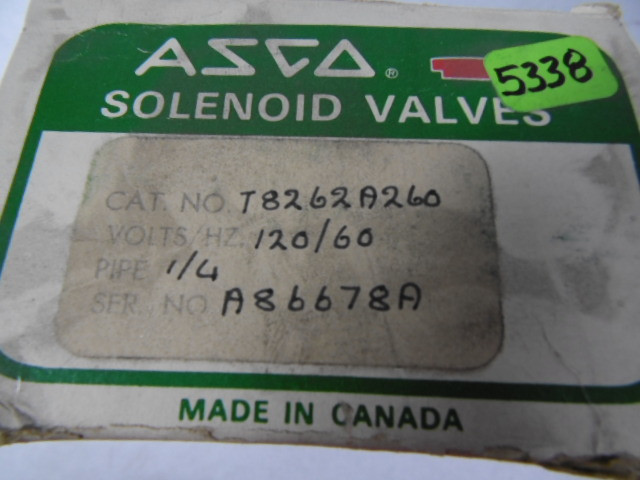 ASCO®
5338
SOLENOID VALVES
CAT. NO. T8262A260
VOLTS/HZ. 120/60
PIPE 1/4
SER. NO. A86678A
MADE IN CANADA